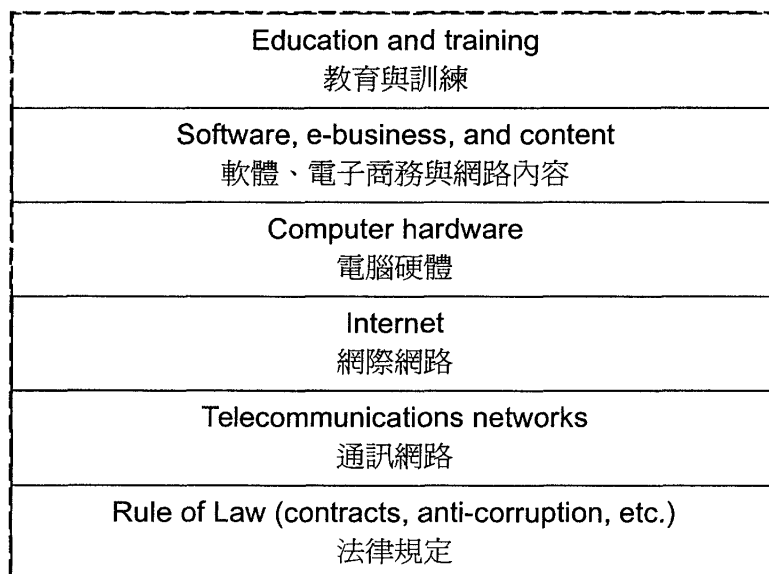 Education and training
教育與訓練
Software, e-business, and content
軟體、電子商務與網路內容
Computer hardware
電腦硬體
Internet
網際網路
Telecommunications networks
通訊網路
Rule of Law (contracts, anti-corruption, etc.)
法律規定